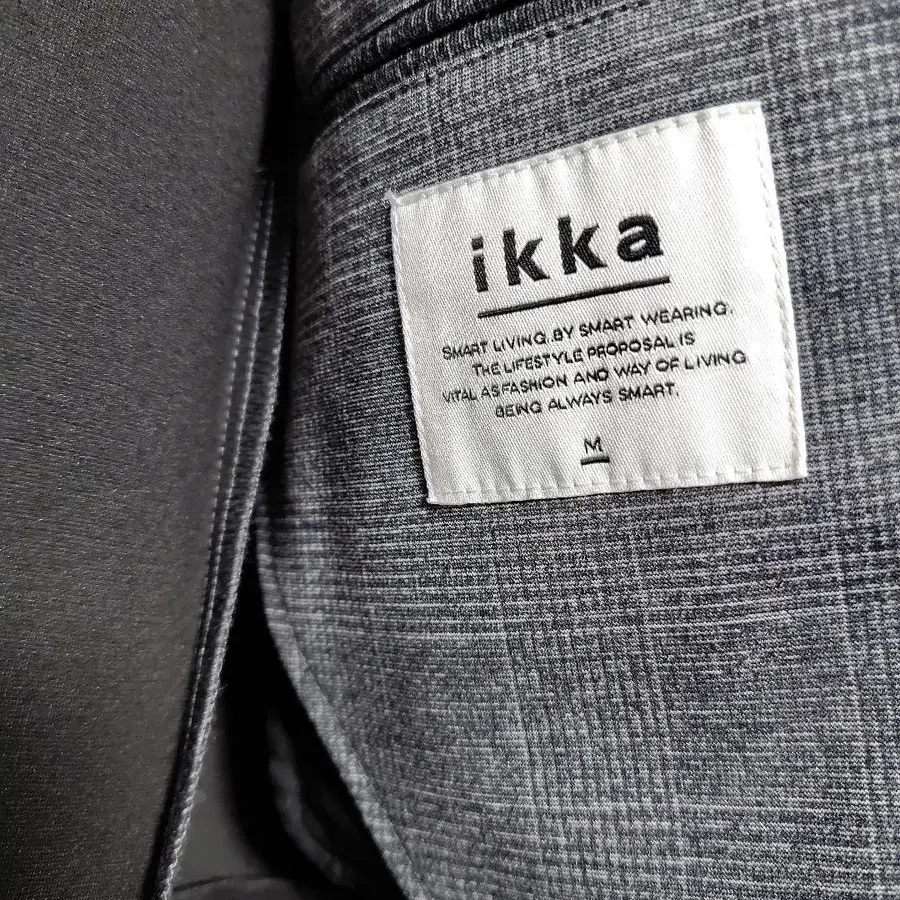 ikka
SMART LIVING. BY SMART WEARING.
THE LIFESTYLE PROPOSAL IS
VITAL AS FASHION AND WAY OF LIVING
BEING ALWAYS SMART.
M